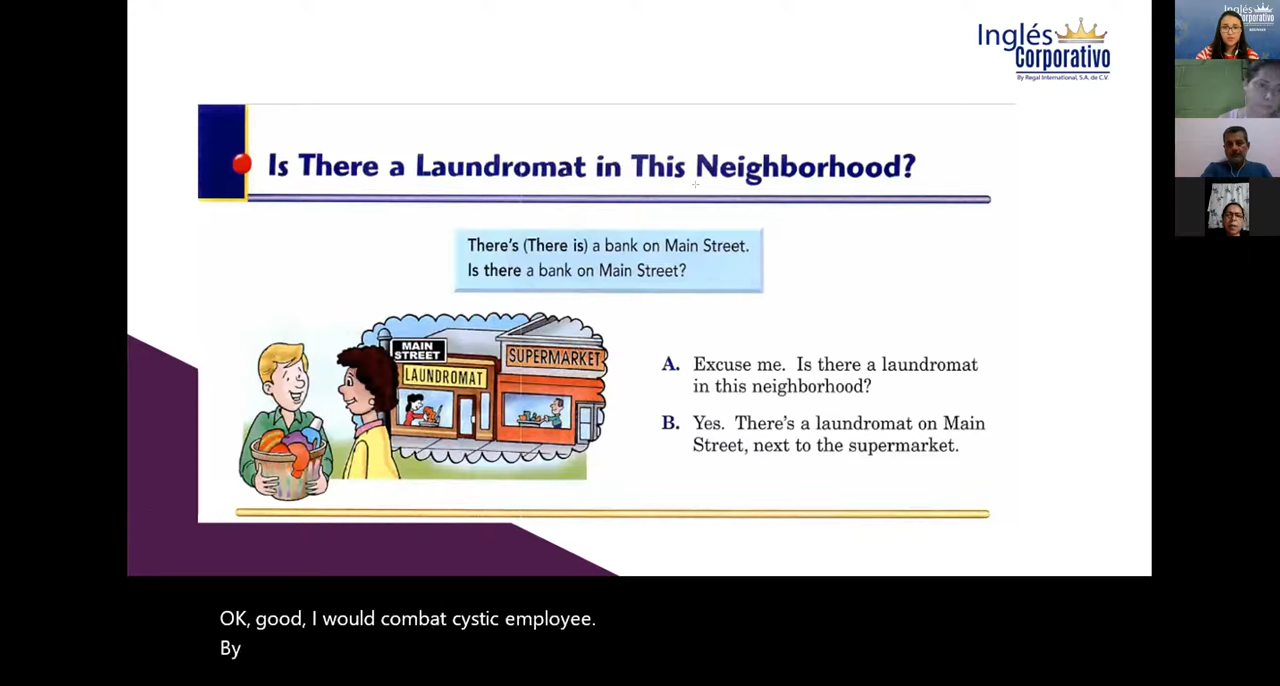 Inglés
Corporativo
By Regal International, S.A. de C.V.
Is There a Laundromat in This Neighborhood?
There's (There is) a bank on Main Street.
Is there a bank on Main Street?
MAIN
STREET
LAUNDROMAT
SUPERMARKET
A. Excuse me. Is there a laundromat
in this neighborhood?
B. Yes. There's a laundromat on Main
Street, next to the supermarket.
OK, good, I would combat cystic employee.
By
Inglés